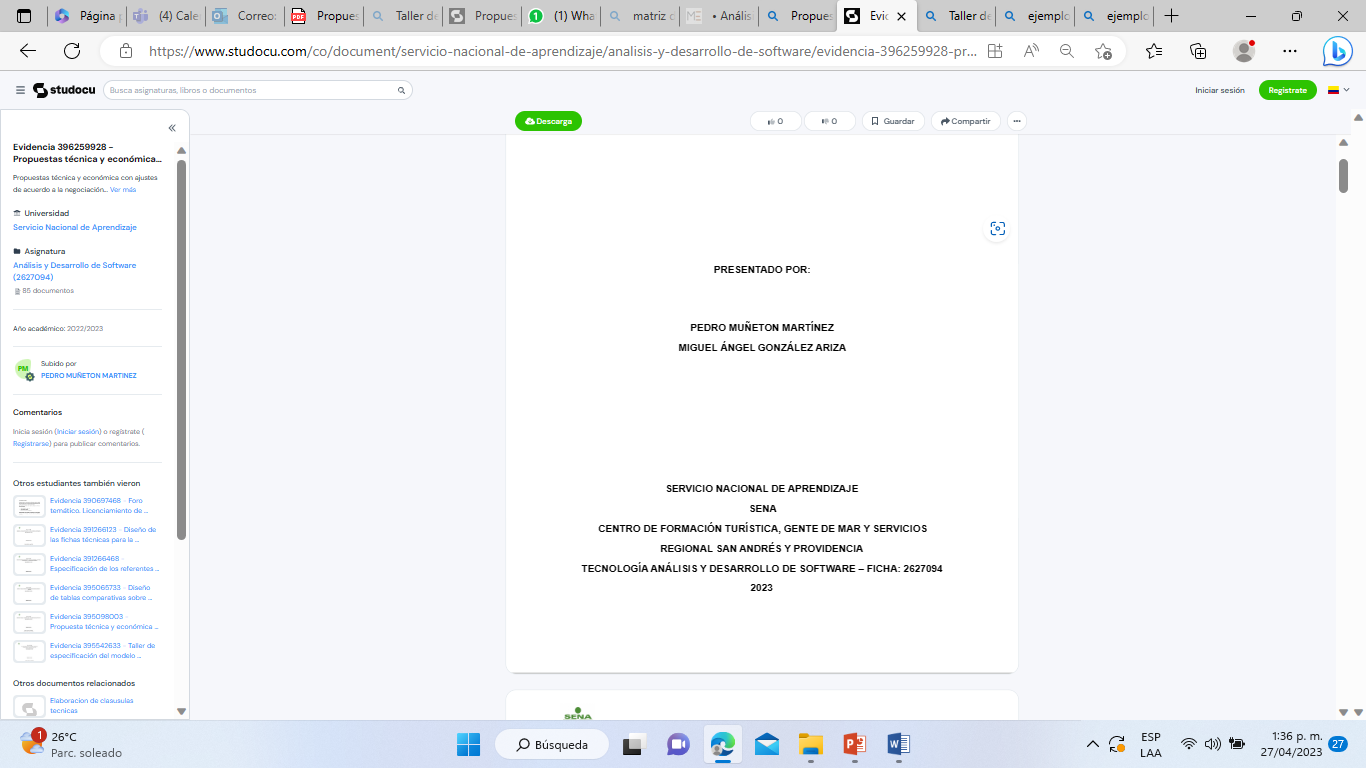 Página p
(4) Cale
Correo:
Propues
Taller de
Propues
(1) Wha
matriz d
• Anális
Propues
Evic
Taller de
ejemplo
ejemplo
https://www.studocu.com/co/document/servicio-nacional-de-aprendizaje/analisis-y-desarrollo-de-software/evidencia-396259928-pr...
studocu
Busca asignaturas, libros o documentos
Iniciar sesión
Regístrate
Descarga
0
0
Guardar
Compartir
Evidencia 396259928 -
Propuestas técnica y económica...
Propuestas técnica y económica con ajustes
de acuerdo a la negociación... Ver más
Universidad
Servicio Nacional de Aprendizaje
Asignatura
Análisis y Desarrollo de Software
(2627094)
85 documentos
Año académico: 2022/2023
PM
Subido por
PEDRO MUÑETON MARTINEZ
Comentarios
Inicia sesión (Iniciar sesión) o regístrate (
Registrarse) para publicar comentarios.
Otros estudiantes también vieron
Evidencia 390697468 - Foro
temático. Licenciamiento de ...
Evidencia 391266123 - Diseño de
las fichas técnicas para la ...
Evidencia 391266468 -
Especificación de los referentes ...
Evidencia 395065733 - Diseño
de tablas comparativas sobre ...
Evidencia 395098003 -
Propuesta técnica y económica ...
Evidencia 395542633 - Taller de
especificación del modelo ...
Otros documentos relacionados
Elaboracion de clasusulas
tecnicas
PRESENTADO POR:
PEDRO MUÑETON MARTÍNEZ
MIGUEL ÁNGEL GONZÁLEZ ARIZA
SERVICIO NACIONAL DE APRENDIZAJE
SENA
CENTRO DE FORMACIÓN TURÍSTICA, GENTE DE MAR Y SERVICIOS
REGIONAL SAN ANDRÉS Y PROVIDENCIA
TECNOLOGÍA ANÁLISIS Y DESARROLLO DE SOFTWARE – FICHA: 2627094
2023
SENA
1
26°C
Parc. soleado
Búsqueda
ESP
LAA
1:36 p. m.
27/04/2023
27